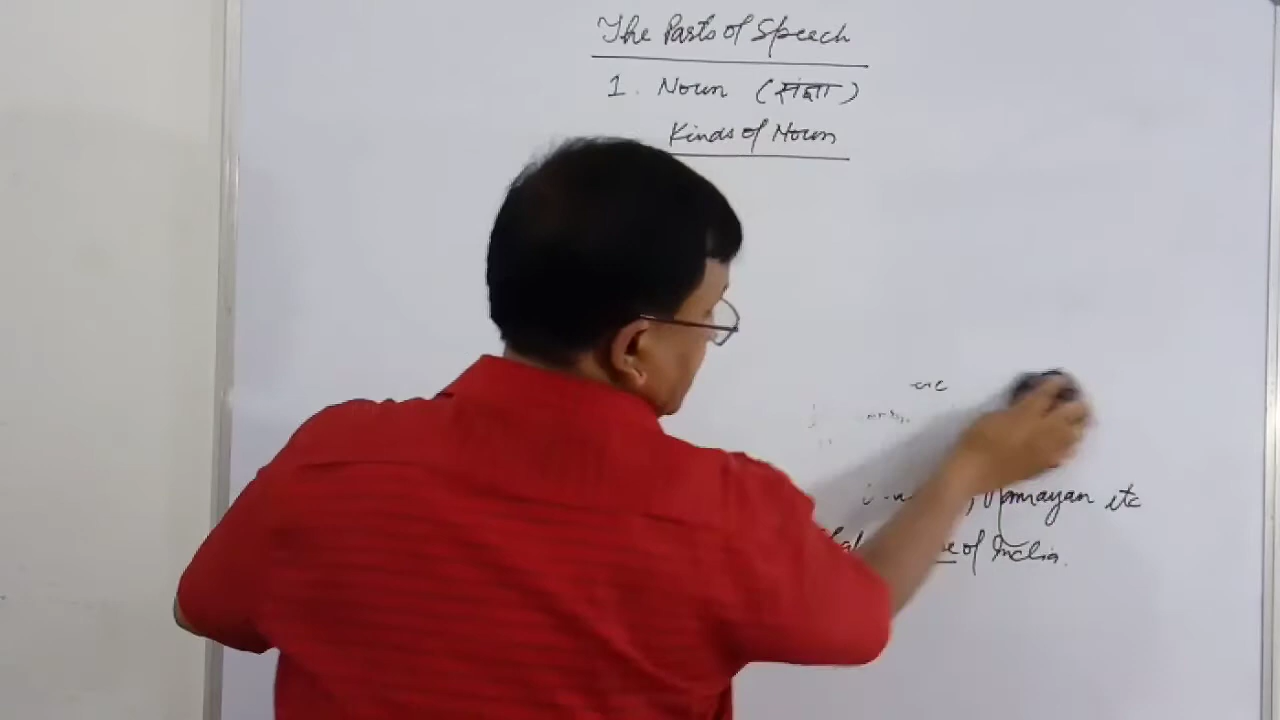 The Parts of Speech
1. Noun (संज्ञा)
Kinds of Noun
, Ramayan etc
of India.